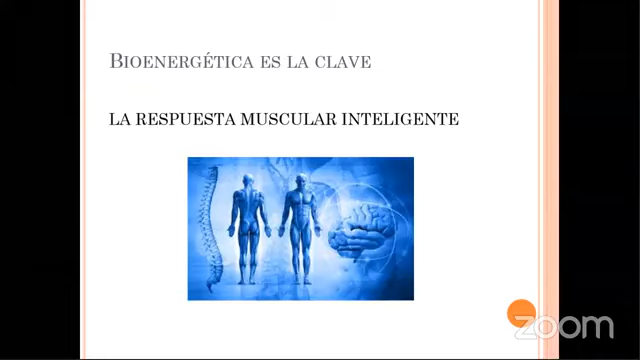 BIOENERGÉTICA ES LA CLAVE
LA RESPUESTA MUSCULAR INTELIGENTE
zoom